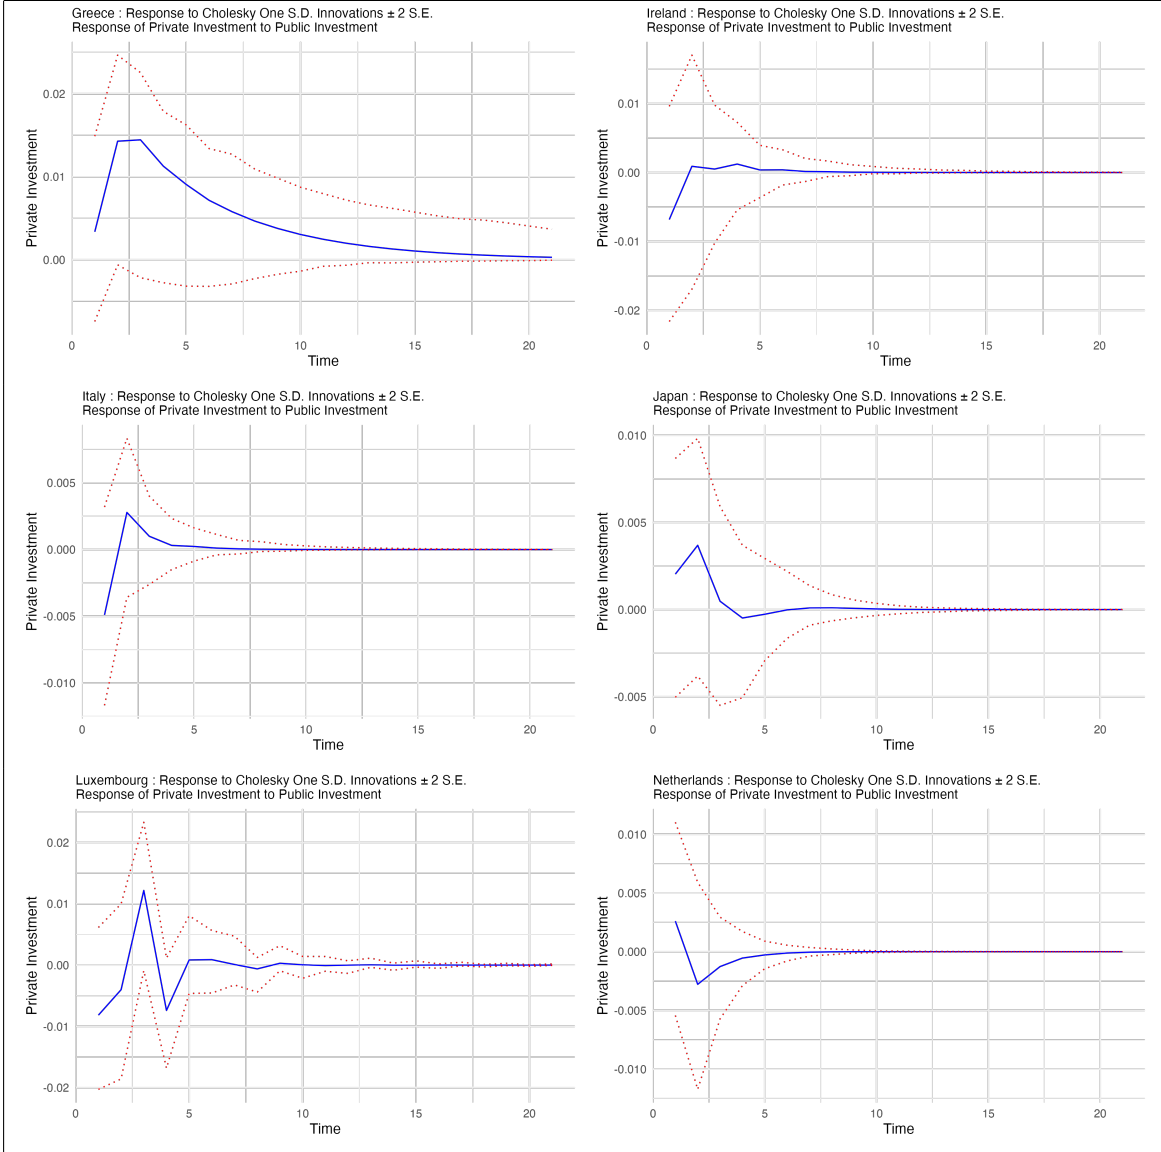 Greece : Response to Cholesky One S.D. Innovations ± 2 S.E.
Response of Private Investment to Public Investment
Private Investment
0.02
0.01
0.00
0
5
10
15
20
Time
Ireland : Response to Cholesky One S.D. Innovations ± 2 S.E.
Response of Private Investment to Public Investment
Private Investment
0.01
0.00
-0.01
-0.02
0
5
10
15
20
Time
Italy : Response to Cholesky One S.D. Innovations ± 2 S.E.
Response of Private Investment to Public Investment
Private Investment
0.005
0.000
-0.005
-0.010
0
5
10
15
20
Time
Japan : Response to Cholesky One S.D. Innovations ± 2 S.E.
Response of Private Investment to Public Investment
Private Investment
0.010
0.005
0.000
-0.005
0
5
10
15
20
Time
Luxembourg : Response to Cholesky One S.D. Innovations ± 2 S.E.
Response of Private Investment to Public Investment
Private Investment
0.02
0.01
0.00
-0.01
-0.02
0
5
10
15
20
Time
Netherlands : Response to Cholesky One S.D. Innovations ± 2 S.E.
Response of Private Investment to Public Investment
Private Investment
0.010
0.005
0.000
-0.005
-0.010
0
5
10
15
20
Time